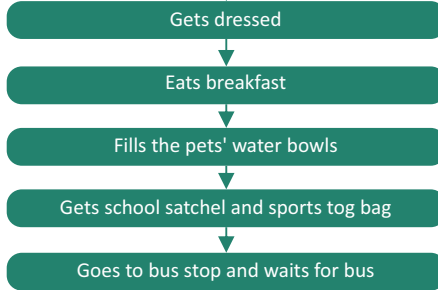 Gets dressed
Eats breakfast
Fills the pets' water bowls
Gets school satchel and sports tog bag
Goes to bus stop and waits for bus